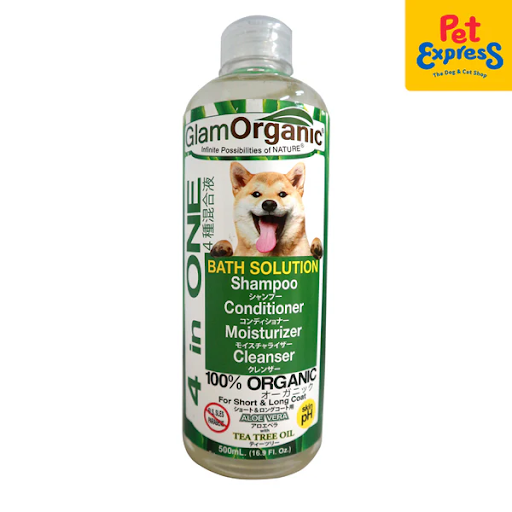 Pet
Express
The Dog & Cat Shop
GlamOrganic®
Infinite Possibilities of NATURE®
4 in ONE
4種混合液
BATH SOLUTION
Shampoo
シャンプー
Conditioner
コンディショナー
Moisturizer
モイスチャライザー
Cleanser
クレンザー
100% ORGANIC
オーガニック
For Short & Long Coat
ショート＆ロングコート用
ALOE VERA
アロエベラ
with
TEA TREE OIL
ティーツリー
skin
pH
500mL. (16.9 Fl. Oz.)